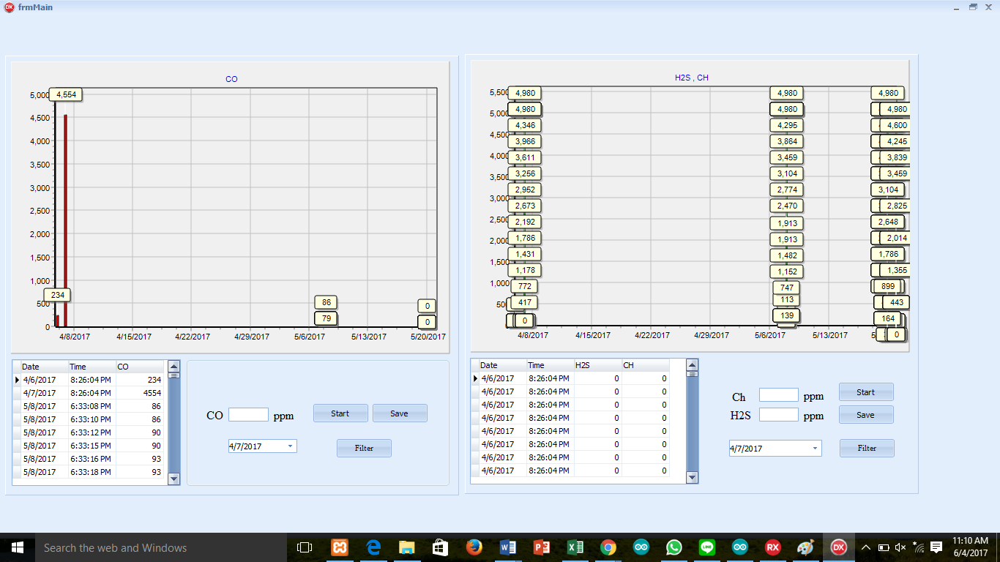 DX frmMain
CO
5,000
4,500
4,000
3,500
3,000
2,500
2,000
1,500
1,000
500
0
4,554
234
86
79
0
0
4/8/2017 4/15/2017 4/22/2017 4/29/2017 5/6/2017 5/13/2017 5/20/2017
Date Time CO
4/6/2017 8:26:04 PM 234
4/7/2017 8:26:04 PM 4554
5/8/2017 6:33:08 PM 86
5/8/2017 6:33:10 PM 86
5/8/2017 6:33:12 PM 90
5/8/2017 6:33:15 PM 90
5/8/2017 6:33:16 PM 93
5/8/2017 6:33:18 PM 93
CO ppm Start Save
4/7/2017 Filter
H2S , CH
5,500 4,980 4,980 4,980
5,000 4,980 4,980 4,980
4,500 4,346 4,295 4,600
4,000 3,966 3,864 4,245
3,500 3,611 3,459 3,839
3,000 3,256 3,104 3,459
2,500 2,952 2,774 3,104
2,000 2,673 2,470 2,825
1,500 2,192 1,913 2,648
1,000 1,786 1,913 2,014
500 1,431 1,482 1,786
1,178 1,152 1,355
772 747 899
417 113 443
0 139 164
0
4/8/2017 4/15/2017 4/22/2017 4/29/2017 5/6/2017 5/13/2017
Date Time H2S CH
4/6/2017 8:26:04 PM 0 0
4/6/2017 8:26:04 PM 0 0
4/6/2017 8:26:04 PM 0 0
4/6/2017 8:26:04 PM 0 0
4/6/2017 8:26:04 PM 0 0
4/6/2017 8:26:04 PM 0 0
4/6/2017 8:26:04 PM 0 0
4/6/2017 8:26:04 PM 0 0
Ch ppm Start
H2S ppm Save
4/7/2017 Filter
Search the web and Windows
LINE
RX
DX
11:10 AM
6/4/2017